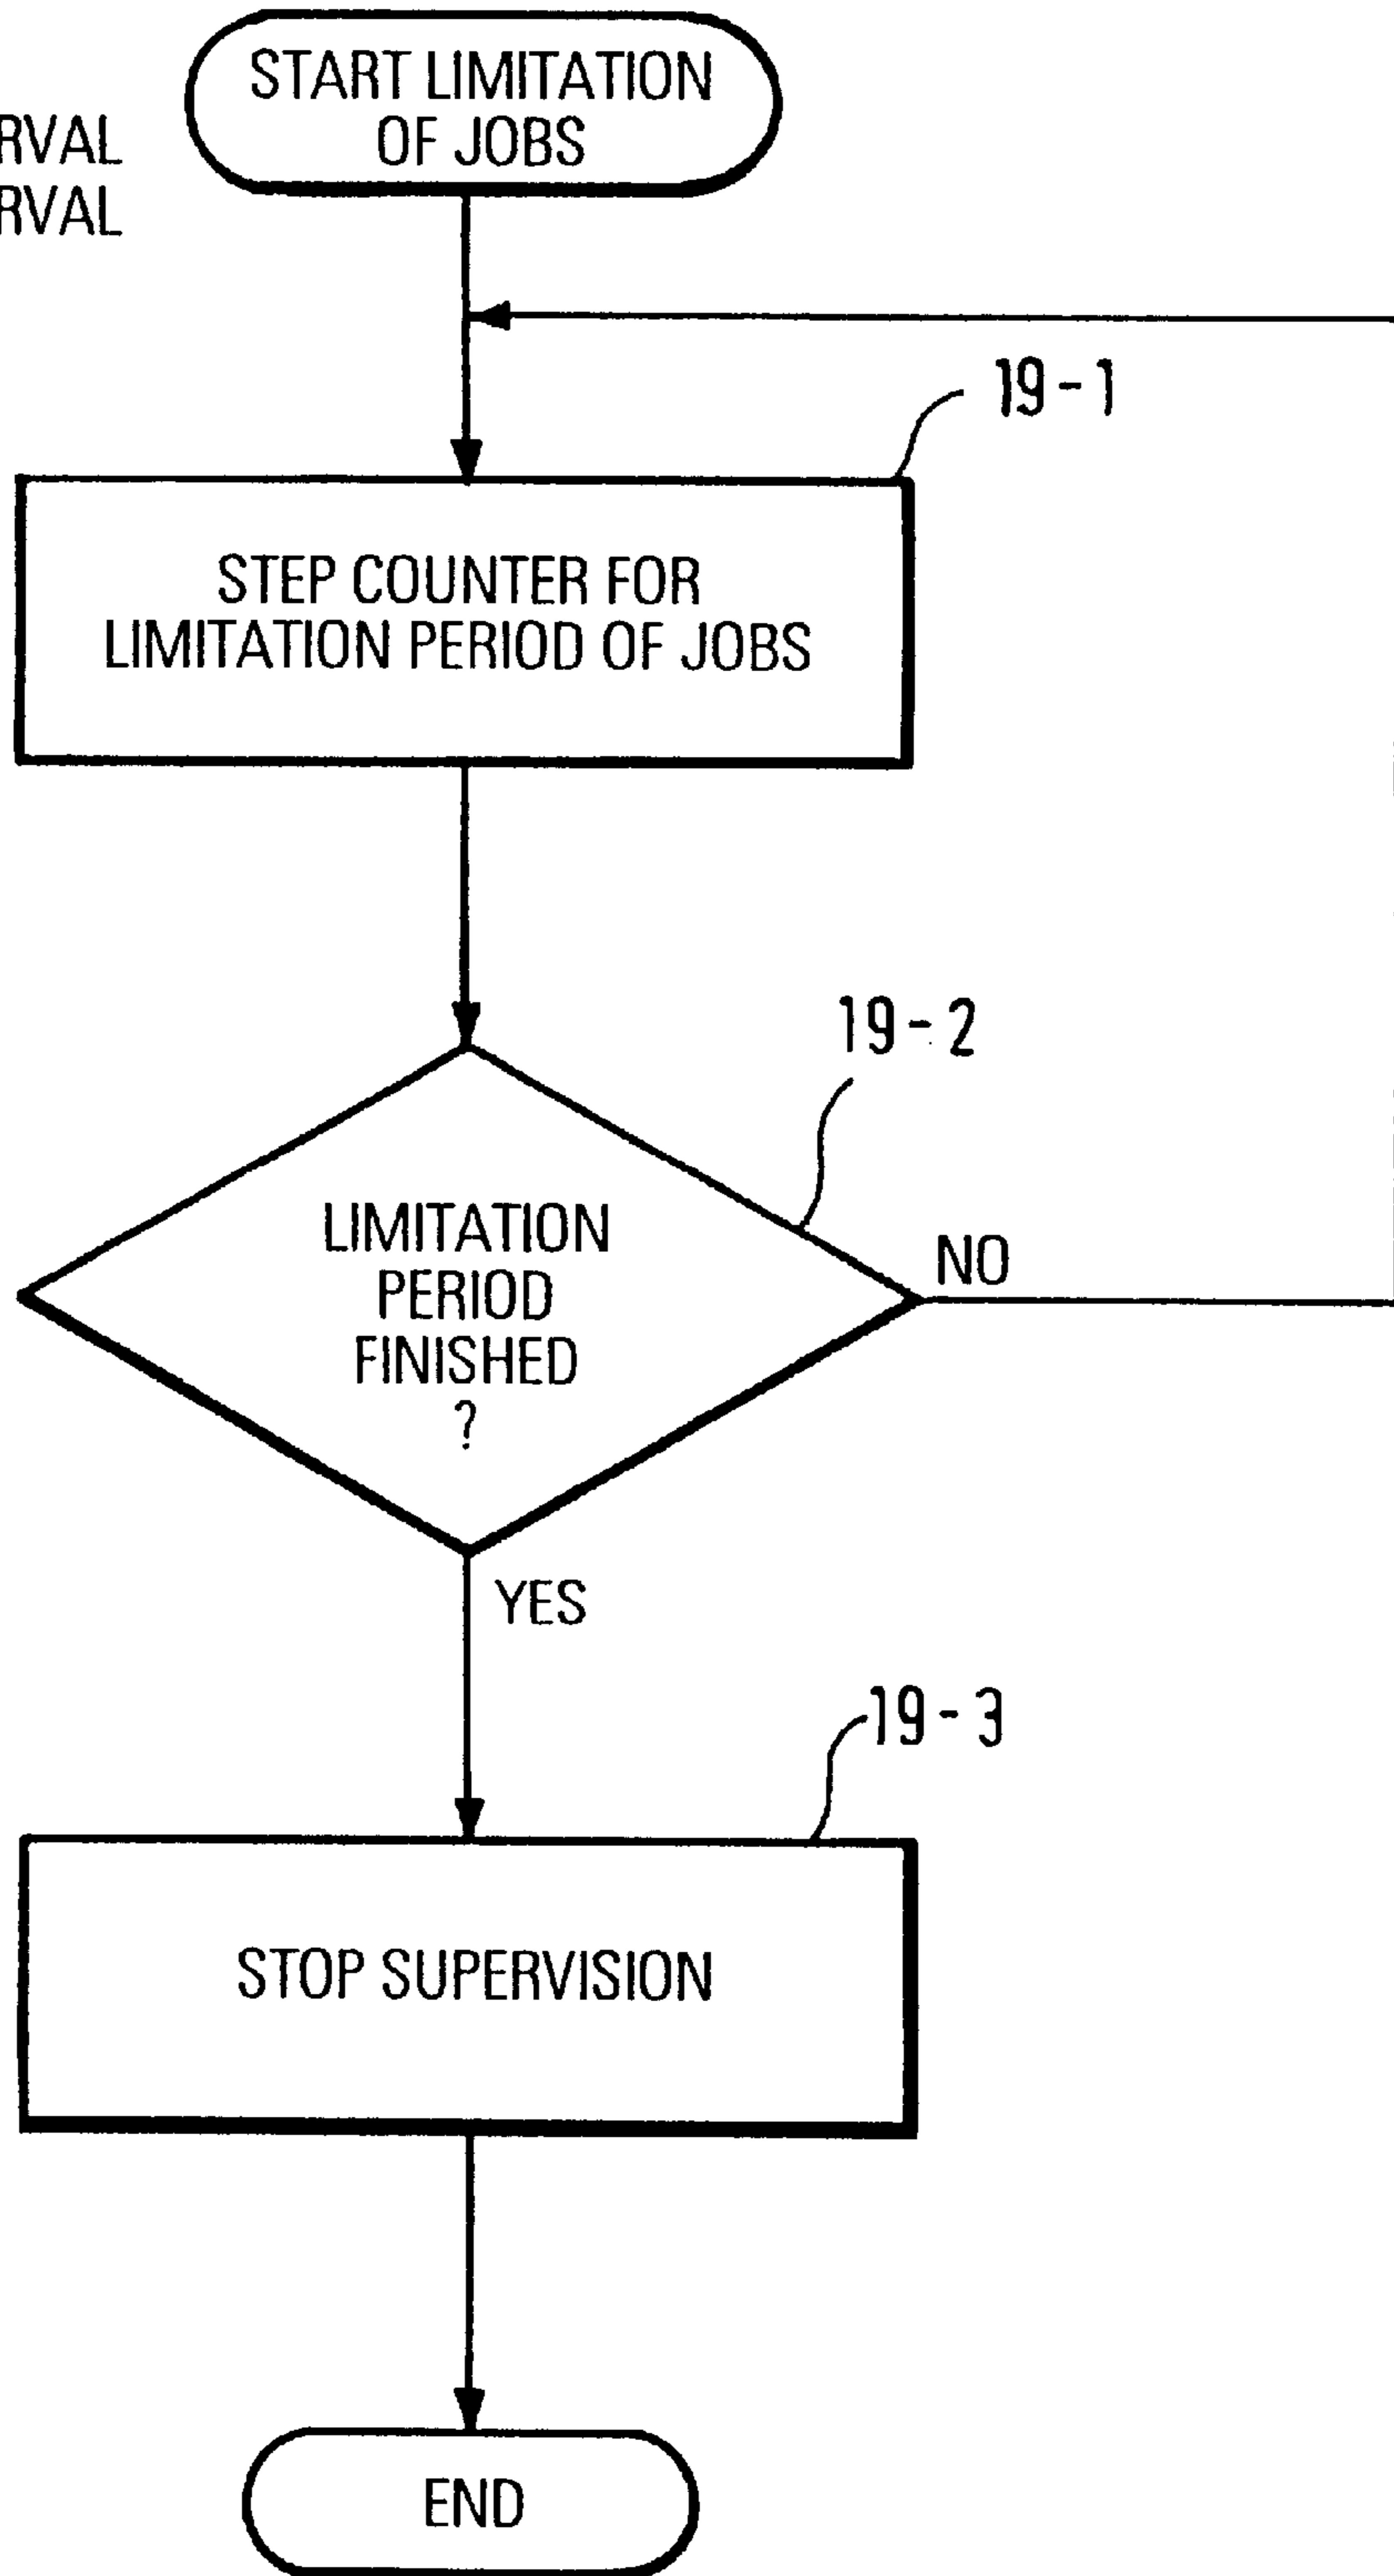 START LIMITATION
OF JOBS
RVAL
RVAL
19-1
STEP COUNTER FOR
LIMITATION PERIOD OF JOBS
19-2
LIMITATION
PERIOD
FINISHED
?
NO
YES
19-3
STOP SUPERVISION
END